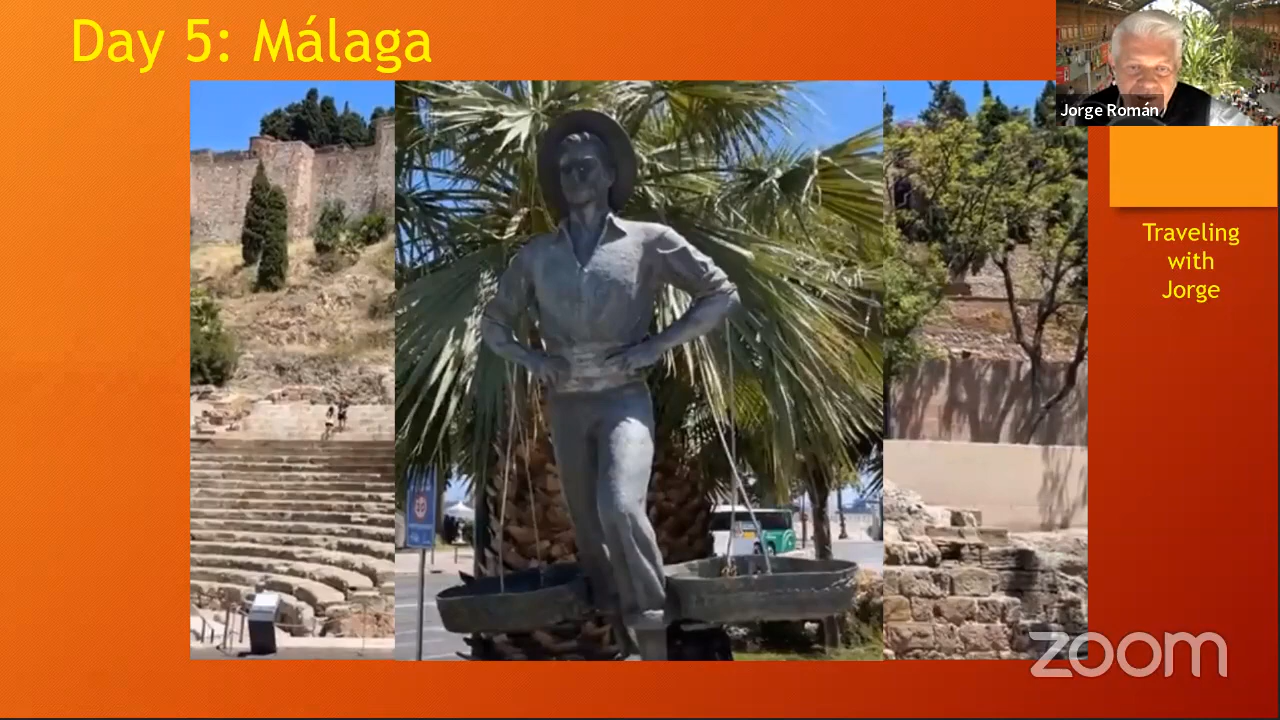 Day 5: Málaga
Jorge Román
Traveling
with
Jorge
zoom